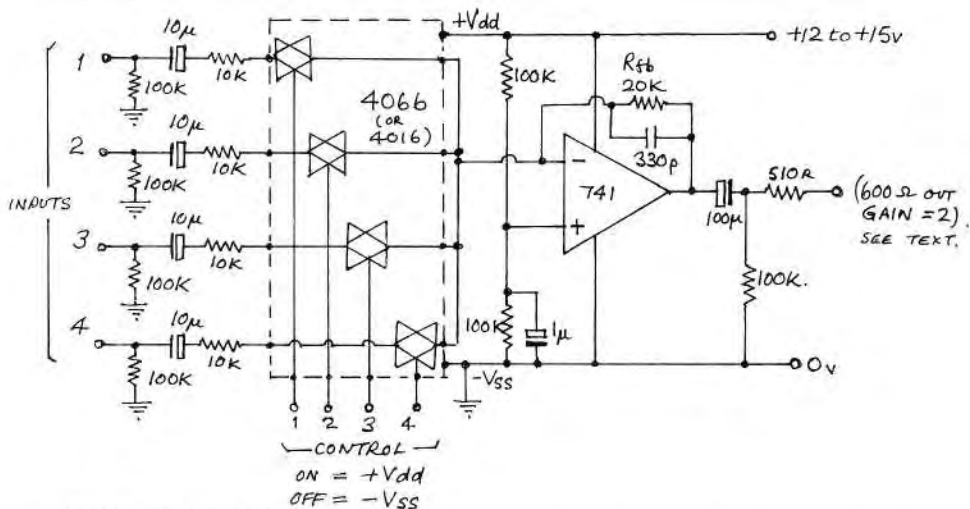 +Vdd
+12 to +15v
1
10μ
10K
100K
2
10μ
10K
100K
INPUTS
3
10μ
10K
100K
4
10μ
10K
100K
4066
(OR
4016)
100K
Rfb
20K
330p
-
741
+
100μ
510R
(600Ω OUT
GAIN = 2).
SEE TEXT.
100K.
100K
1μ
-Vss
0v
1 2 3 4
CONTROL
ON = +Vdd
OFF = -Vss